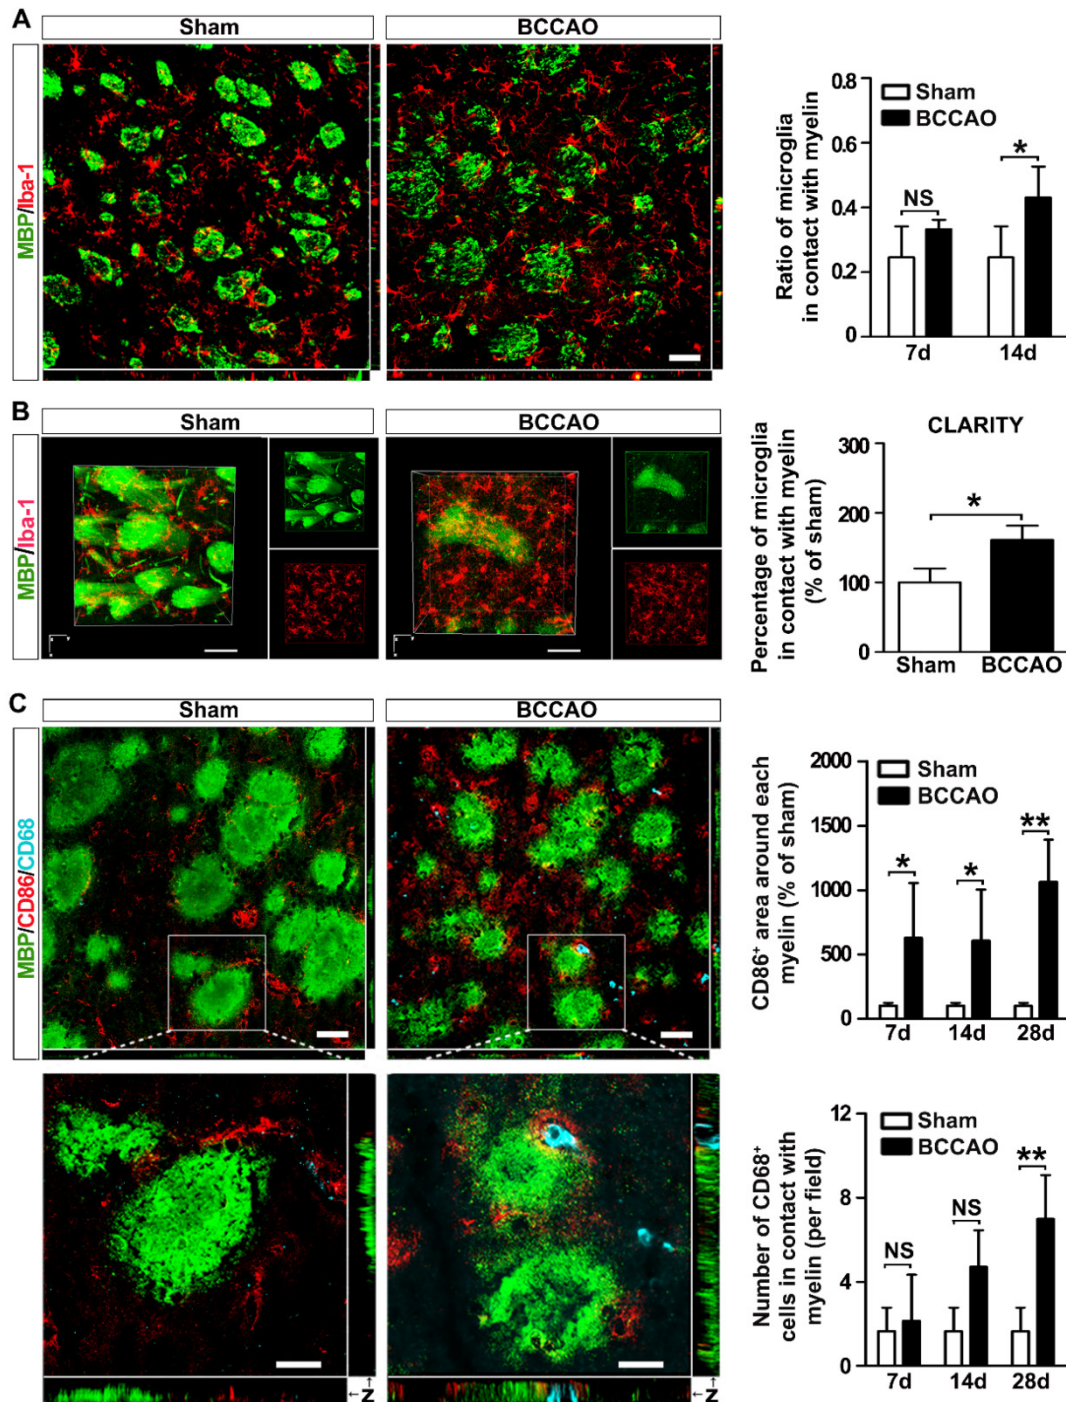 A
Sham
BCCAO
MBP/Iba-1
Ratio of microglia
in contact with myelin
0.8
0.6
0.4
0.2
0
Sham
BCCAO
NS
*
7d
14d
B
Sham
BCCAO
MBP/Iba-1
CLARITY
Percentage of microglia
in contact with myelin
(% of sham)
300
200
100
0
*
Sham
BCCAO
C
Sham
BCCAO
MBP/CD86/CD68
CD86⁺ area around each
myelin (% of sham)
2000
1500
1000
500
0
Sham
BCCAO
*
*
**
7d
14d
28d
Z
Z
Number of CD68⁺
cells in contact with
myelin (per field)
12
8
4
0
Sham
BCCAO
NS
NS
**
7d
14d
28d